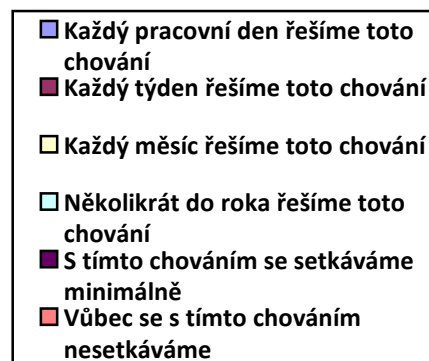 Každý pracovní den řešíme toto
chování
Každý týden řešíme toto chování
Každý měsíc řešíme toto chování
Několikrát do roka řešíme toto
chování
S tímto chováním se setkáváme
minimálně
Vůbec se s tímto chováním
nesetkáváme